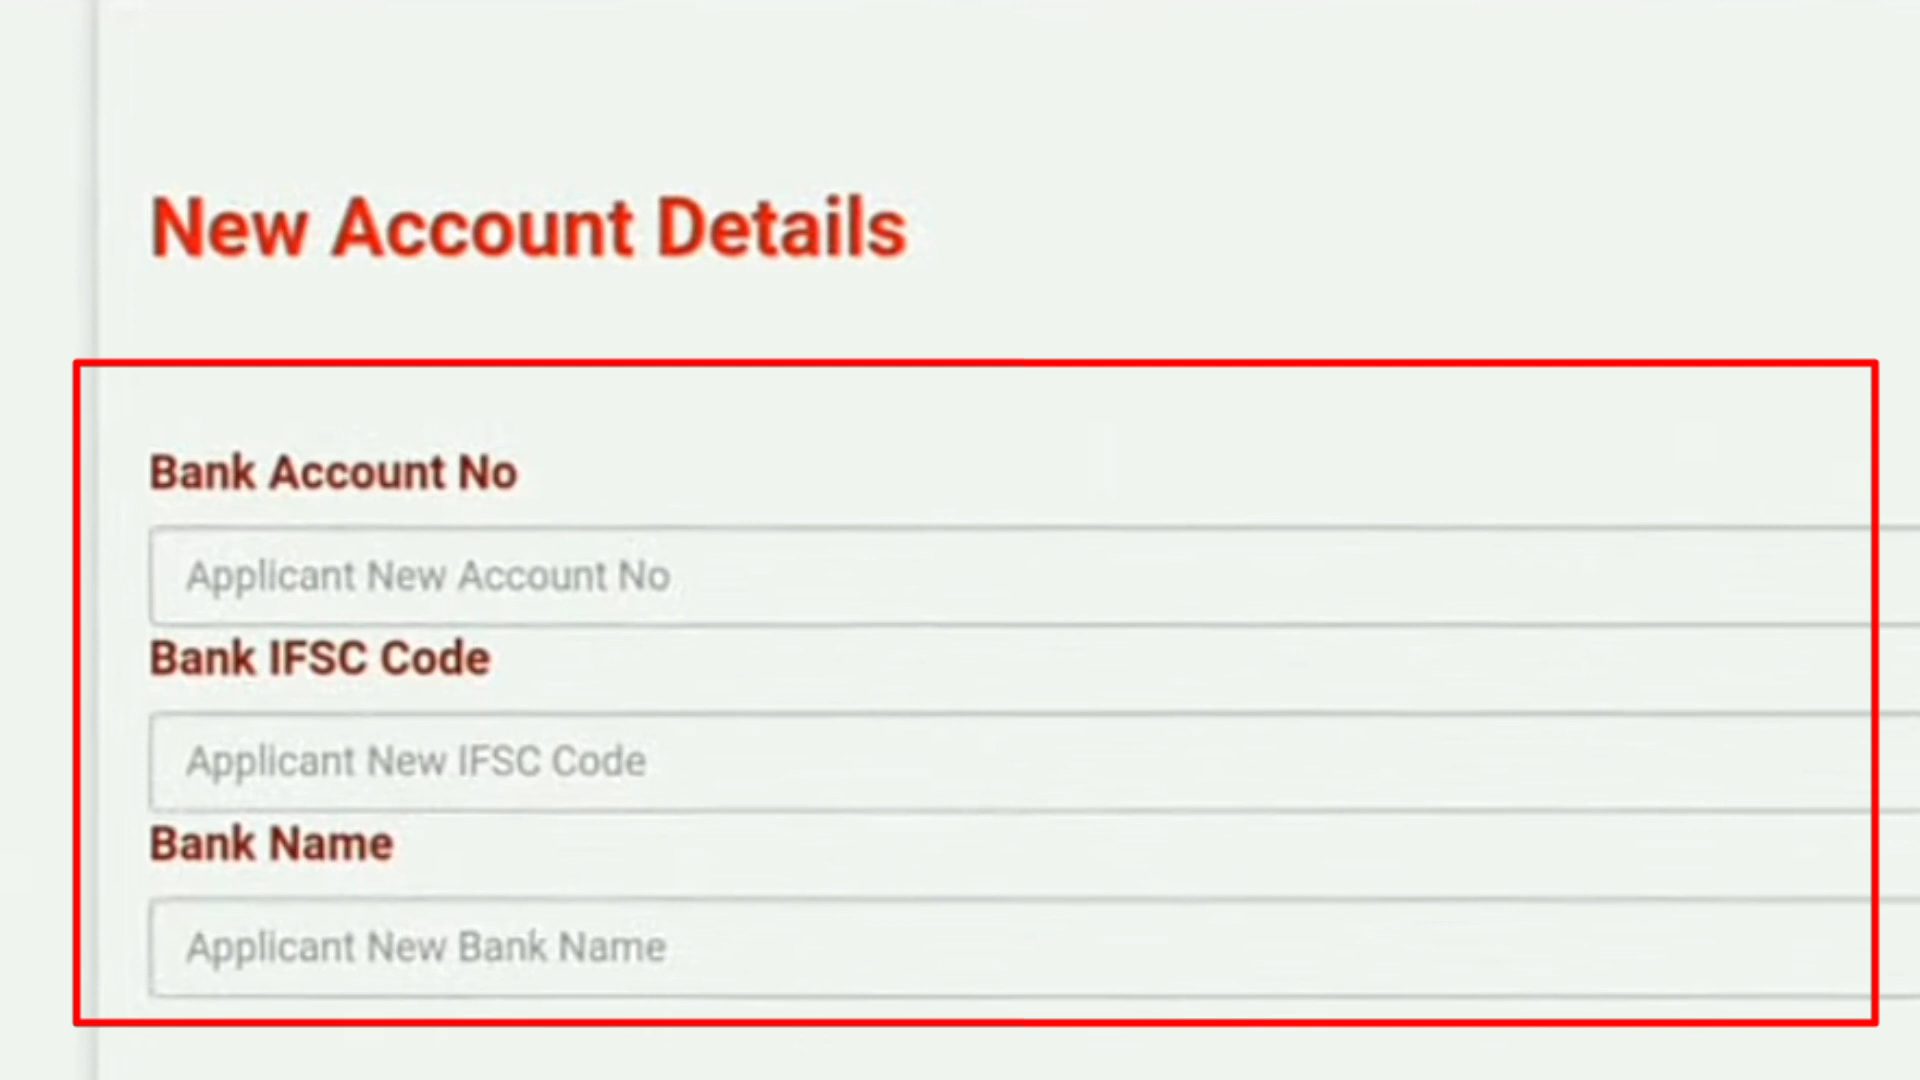 New Account Details
Bank Account No
Applicant New Account No
Bank IFSC Code
Applicant New IFSC Code
Bank Name
Applicant New Bank Name